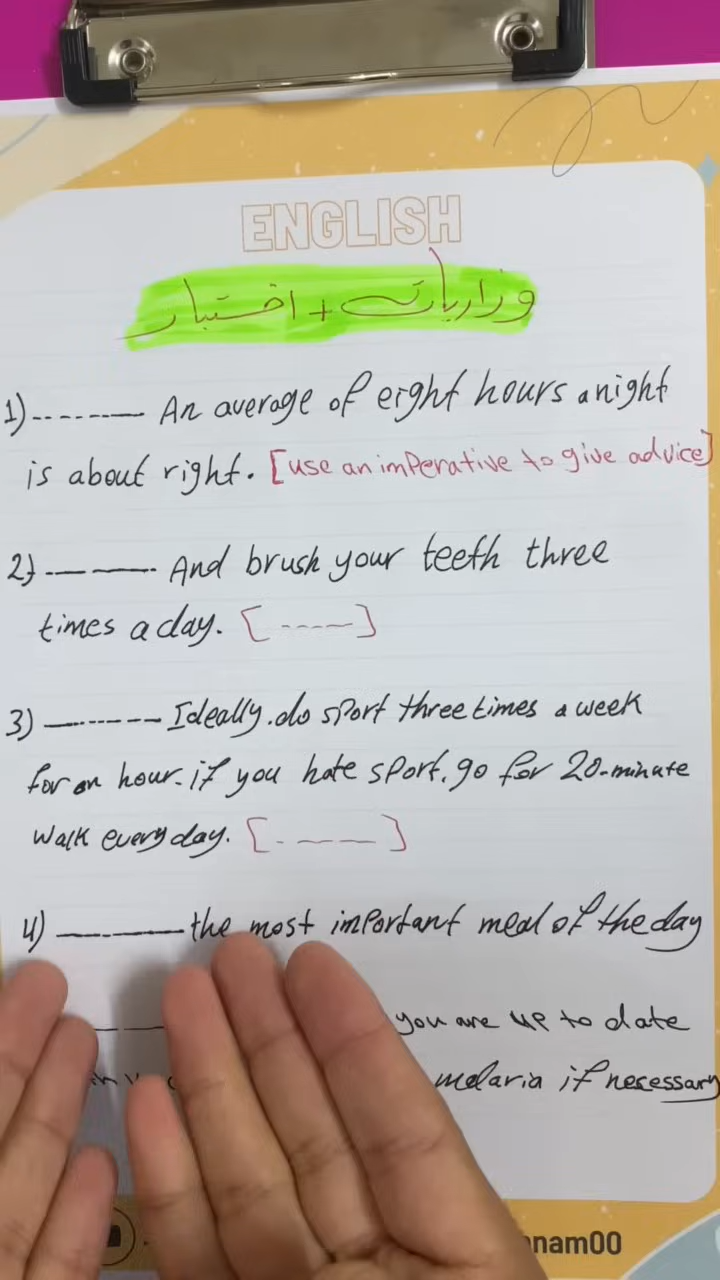 ENGLISH
وزاريات + اختبار
1)-------- An average of eight hours a night
is about right. [use an imperative to give advice]
2) -------- And brush your teeth three
times a day. [ ----- ]
3) -------- Ideally. do sport three times a week
for an hour. if you hate sport, go for 20-minute
walk every day. [ ----- ]
4) -------- the most important meal of the day
you are up to date
malaria if necessary
nam00